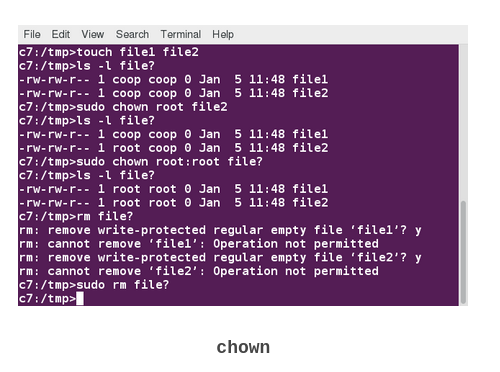 File Edit View Search Terminal Help
c7:/tmp>touch file1 file2
c7:/tmp>ls -l file?
-rw-rw-r-- 1 coop coop 0 Jan  5 11:48 file1
-rw-rw-r-- 1 coop coop 0 Jan  5 11:48 file2
c7:/tmp>sudo chown root file2
c7:/tmp>ls -l file?
-rw-rw-r-- 1 coop coop 0 Jan  5 11:48 file1
-rw-rw-r-- 1 root coop 0 Jan  5 11:48 file2
c7:/tmp>sudo chown root:root file?
c7:/tmp>ls -l file?
-rw-rw-r-- 1 root root 0 Jan  5 11:48 file1
-rw-rw-r-- 1 root root 0 Jan  5 11:48 file2
c7:/tmp>rm file?
rm: remove write-protected regular empty file ‘file1’? y
rm: cannot remove ‘file1’: Operation not permitted
rm: remove write-protected regular empty file ‘file2’? y
rm: cannot remove ‘file2’: Operation not permitted
c7:/tmp>sudo rm file?
c7:/tmp>
chown